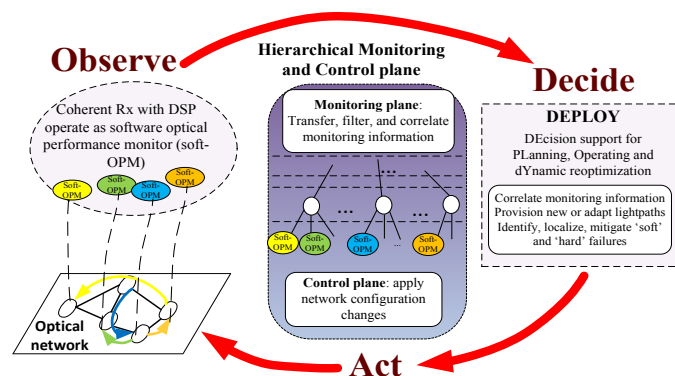 Observe
Coherent Rx with DSP
operate as software optical
performance monitor (soft-
OPM)
Soft-
OPM
Soft-
OPM
Soft-
OPM
Soft-
OPM
Optical
network
Hierarchical Monitoring
and Control plane
Monitoring plane:
Transfer, filter, and correlate
monitoring information
...
... ...
Soft-
OPM
Soft-
OPM
Soft-
OPM
...
Soft-
OPM
Control plane: apply
network configuration
changes
Decide
DEPLOY
DEcision support for
PLanning, Operating and
dYnamic reoptimization
Correlate monitoring information
Provision new or adapt lightpaths
Identify, localize, mitigate ‘soft’
and ‘hard’ failures
Act